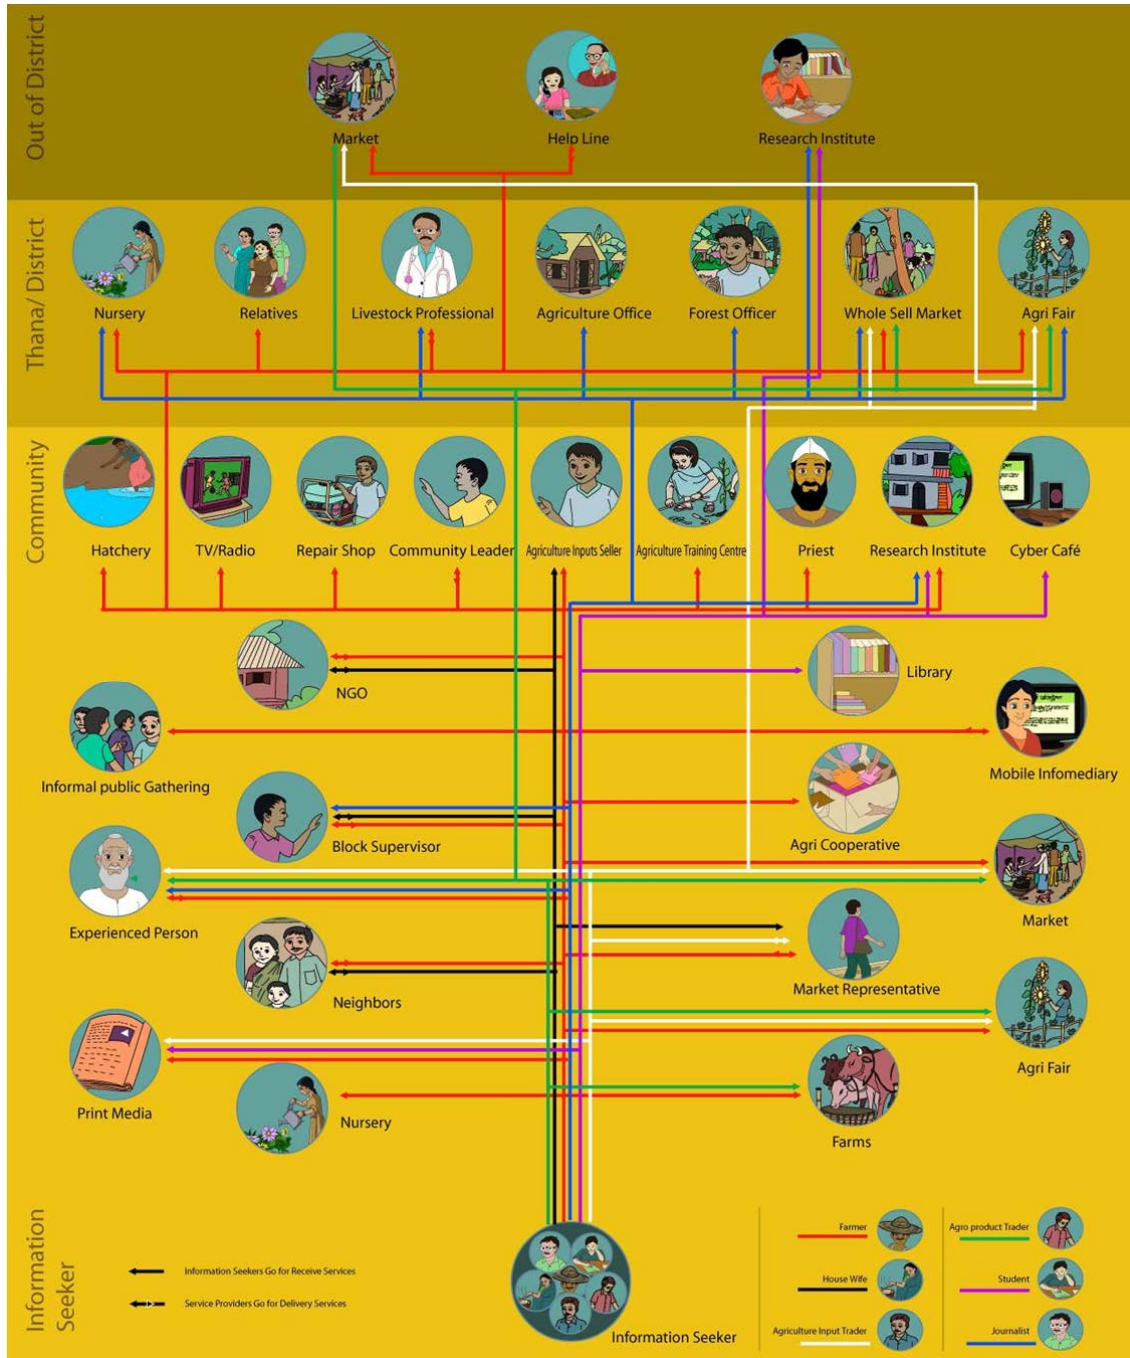 Out of District
Market
Help Line
Research Institute
Thana/ District
Nursery
Relatives
Livestock Professional
Agriculture Office
Forest Officer
Whole Sell Market
Agri Fair
Community
Hatchery
TV/Radio
Repair Shop
Community Leader
Agriculture Inputs Seller
Agriculture Training Centre
Priest
Research Institute
Cyber Café
NGO
Library
Informal public Gathering
Mobile Infomediary
Block Supervisor
Agri Cooperative
Experienced Person
Market
Neighbors
Market Representative
Print Media
Agri Fair
Nursery
Farms
Information
Seeker
Information Seekers Go for Receive Services
Service Providers Go for Delivery Services
Information Seeker
Farmer
House Wife
Agriculture Input Trader
Agro product Trader
Student
Journalist